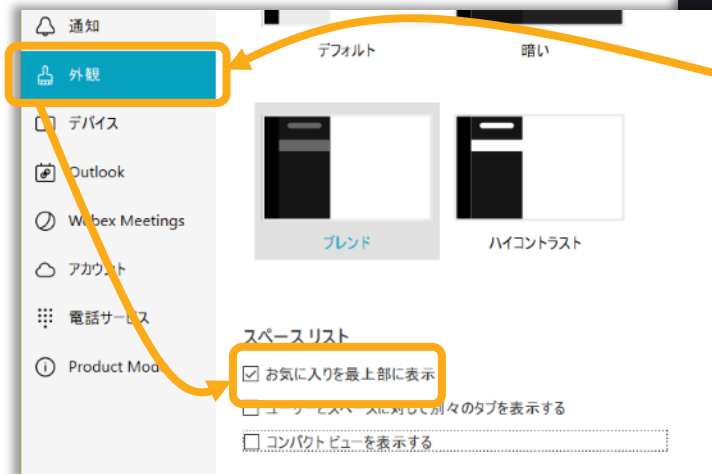 通知
外観
デバイス
Outlook
Webex Meetings
アカウント
電話サービス
Product Mode
デフォルト
暗い
ブレンド
ハイコントラスト
スペース リスト
お気に入りを最上部に表示
ユーザーとスペースに対して別々のタブを表示する
コンパクト ビューを表示する